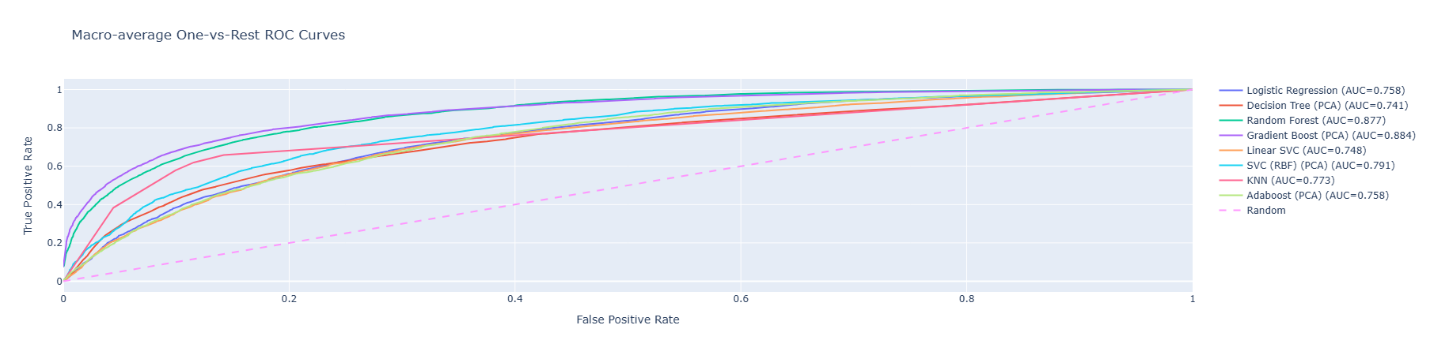 Macro-average One-vs-Rest ROC Curves
True Positive Rate
1
0.8
0.6
0.4
0.2
0
0
0.2
0.4
0.6
0.8
1
False Positive Rate
Logistic Regression (AUC=0.758)
Decision Tree (PCA) (AUC=0.741)
Random Forest (AUC=0.877)
Gradient Boost (PCA) (AUC=0.884)
Linear SVC (AUC=0.748)
SVC (RBF) (PCA) (AUC=0.791)
KNN (AUC=0.773)
Adaboost (PCA) (AUC=0.758)
Random